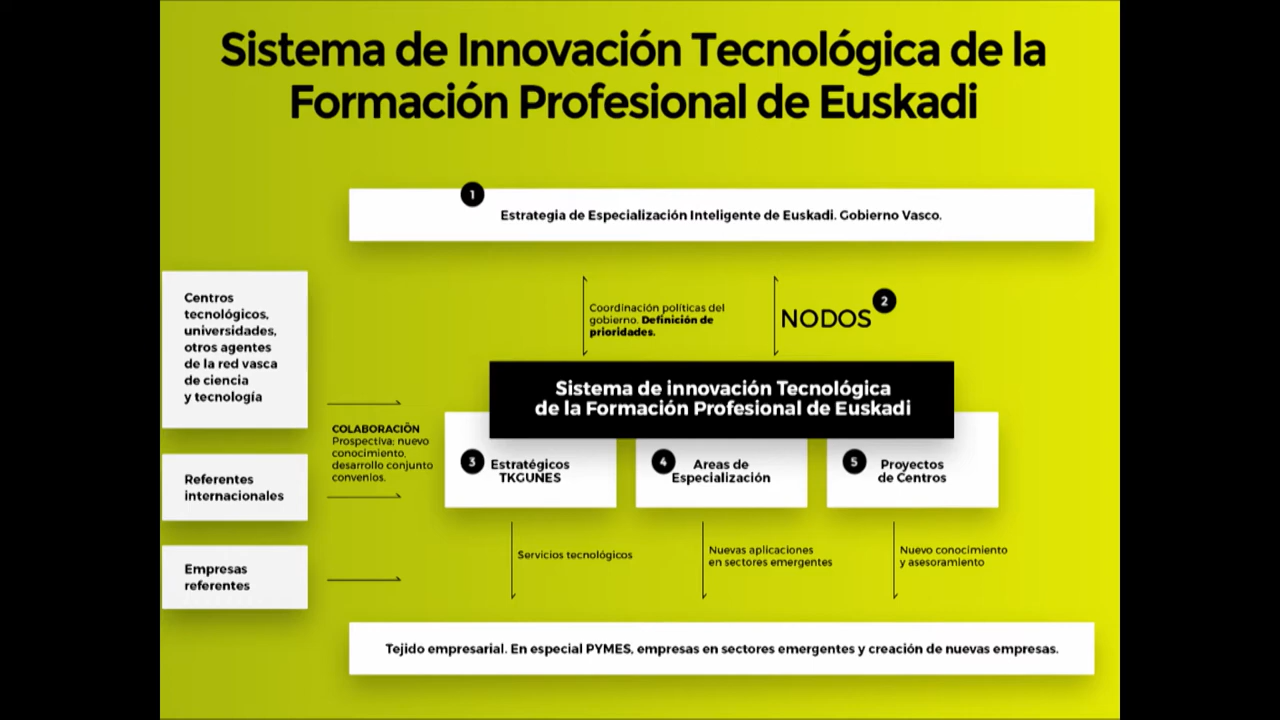 Sistema de Innovación Tecnológica de la
Formación Profesional de Euskadi
1
Estrategia de Especialización Inteligente de Euskadi. Gobierno Vasco.
Centros
tecnológicos,
universidades,
otros agentes
de la red vasca
de ciencia
y tecnología
Coordinación políticas del
gobierno. Definición de
prioridades.
NODOS
2
Sistema de innovación Tecnológica
de la Formación Profesional de Euskadi
COLABORACIÖN
Prospectiva; nuevo
conocimiento,
desarrollo conjunto
convenios.
Referentes
internacionales
Empresas
referentes
3
Estratégicos
TKGUNES
4
Areas de
Especialización
5
Proyectos
de Centros
Servicios tecnológicos
Nuevas aplicaciones
en sectores emergentes
Nuevo conocimiento
y asesoramiento
Tejido empresarial. En especial PYMES, empresas en sectores emergentes y creación de nuevas empresas.